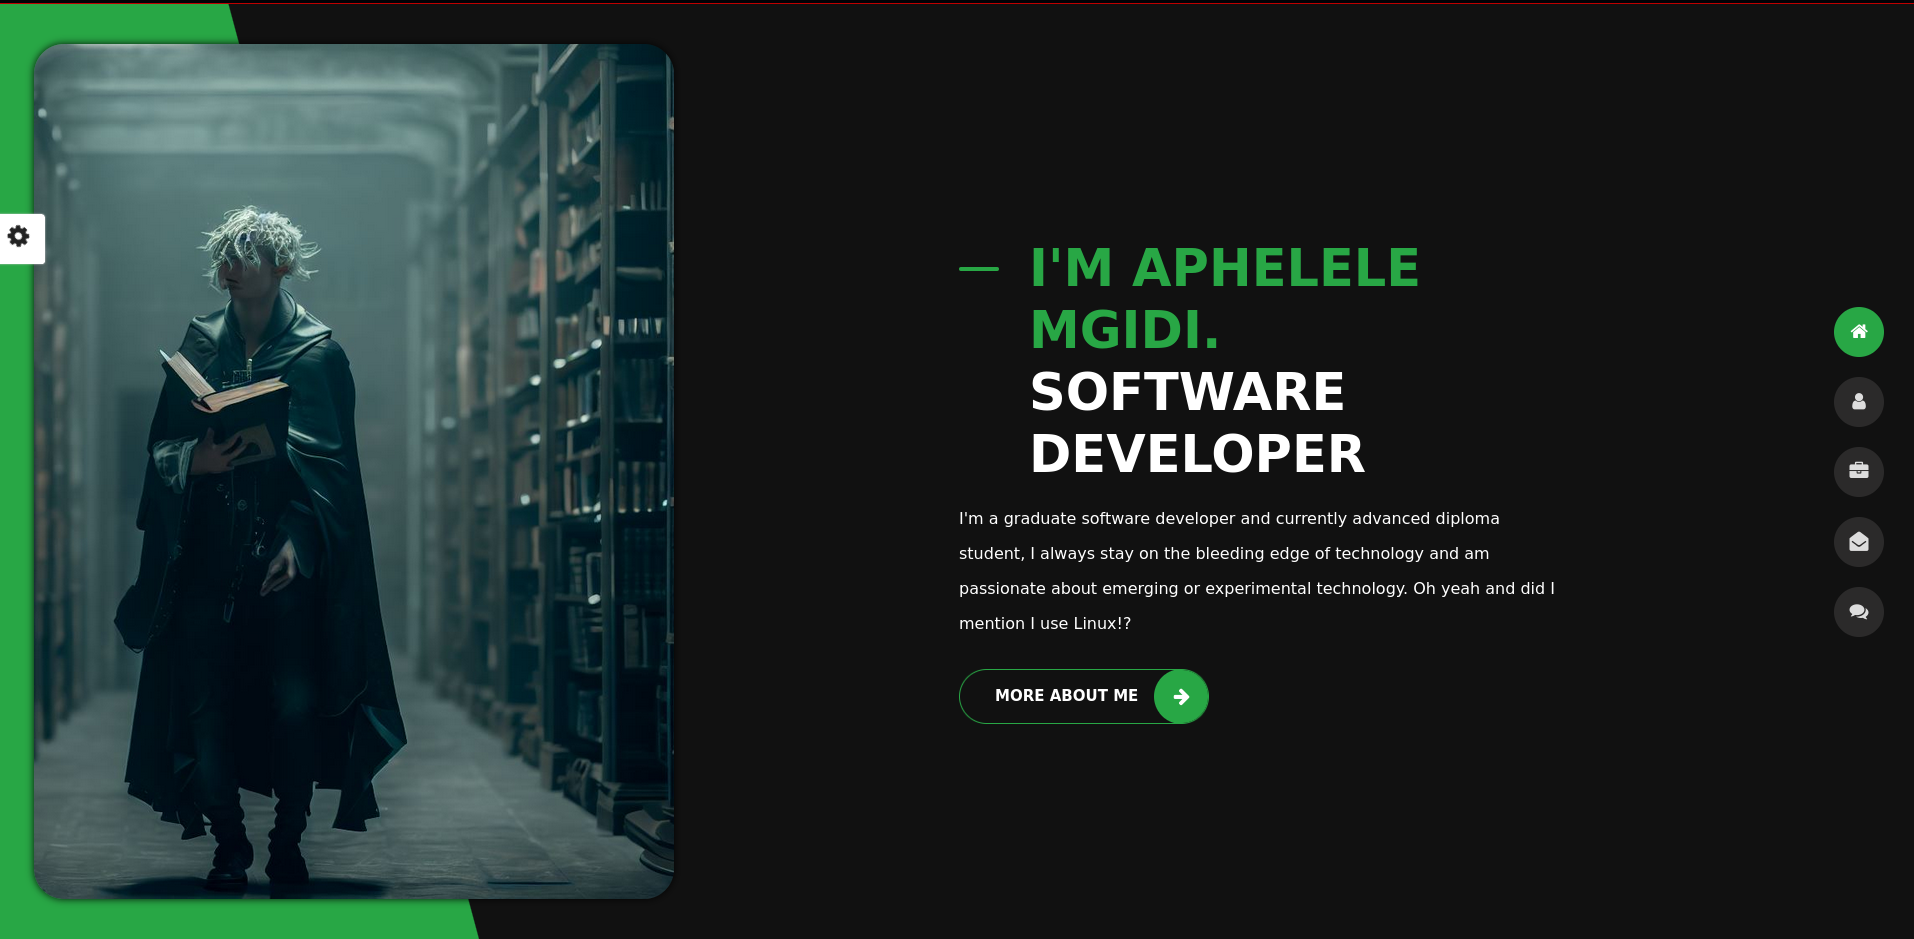 I'M APHELELE
MGIDI.
SOFTWARE
DEVELOPER
I'm a graduate software developer and currently advanced diploma
student, I always stay on the bleeding edge of technology and am
passionate about emerging or experimental technology. Oh yeah and did I
mention I use Linux!?
MORE ABOUT ME